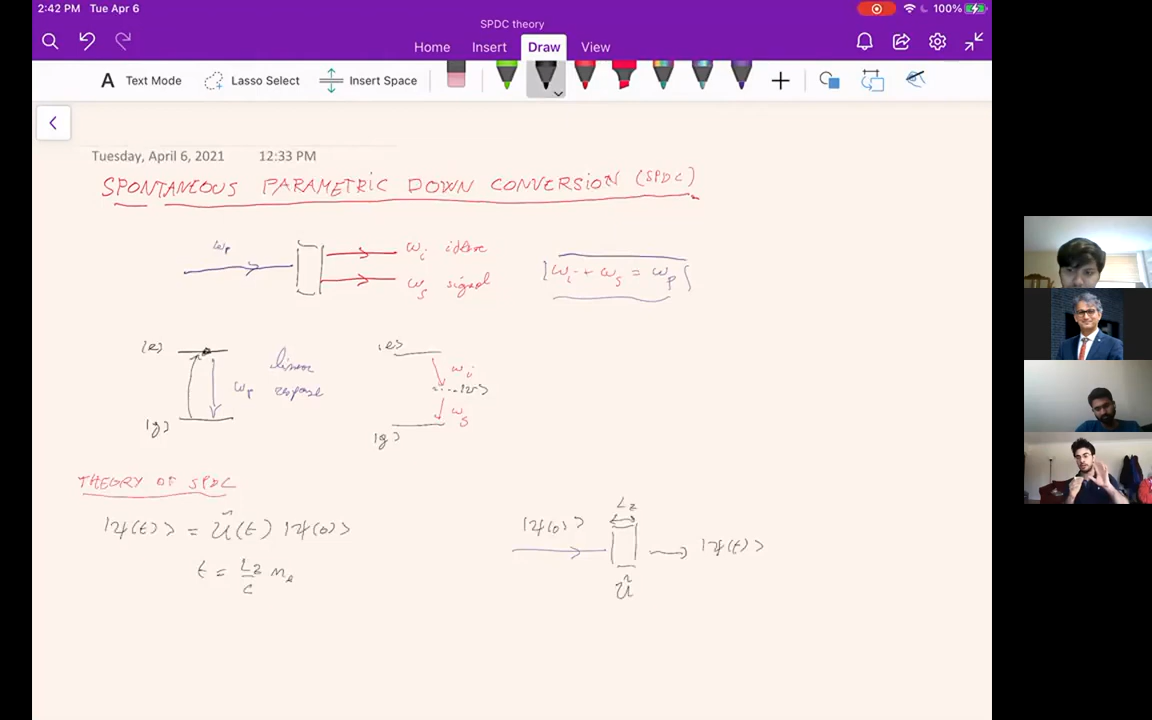 2:42 PM Tue Apr 6
100%
SPDC theory
Home Insert Draw View
Text Mode Lasso Select Insert Space
Tuesday, April 6, 2021 12:33 PM
SPONTANEOUS PARAMETRIC DOWN CONVERSION (SPDC)
ωp
ωi idler
ωs signal
ωi + ωs = ωp
|e>
linear
ωp response
|g>
|e>
ωi
|v>
ωs
|g>
THEORY OF SPDC
|ψ(t)> = Û(t) |ψ(0)>
t = Lz/c
Lz
|ψ(0)>
|ψ(t)>
Û